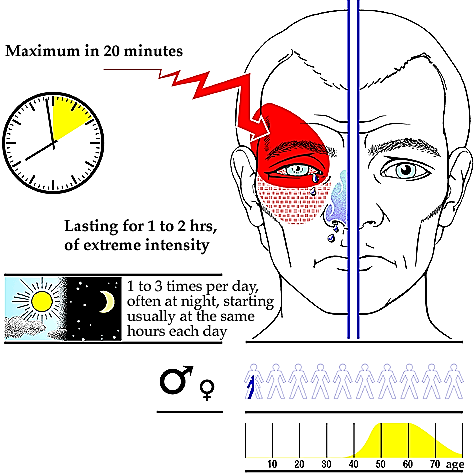 Maximum in 20 minutes
Lasting for 1 to 2 hrs,
of extreme intensity
1 to 3 times per day,
often at night, starting
usually at the same
hours each day
10 20 30 40 50 60 70 age